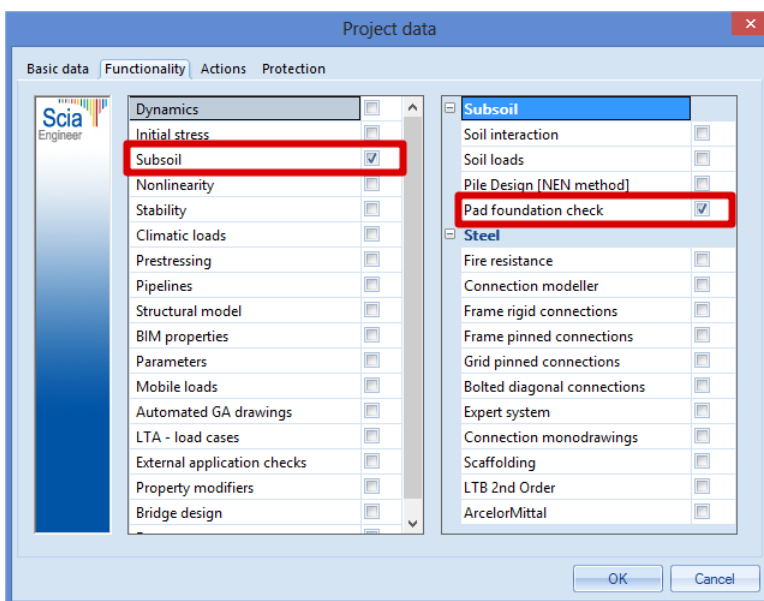 Project data
Basic data Functionality Actions Protection
Scia
Engineer
Dynamics
Initial stress
Subsoil
Nonlinearity
Stability
Climatic loads
Prestressing
Pipelines
Structural model
BIM properties
Parameters
Mobile loads
Automated GA drawings
LTA - load cases
External application checks
Property modifiers
Bridge design
Subsoil
Soil interaction
Soil loads
Pile Design [NEN method]
Pad foundation check
Steel
Fire resistance
Connection modeller
Frame rigid connections
Frame pinned connections
Grid pinned connections
Bolted diagonal connections
Expert system
Connection monodrawings
Scaffolding
LTB 2nd Order
ArcelorMittal
OK Cancel